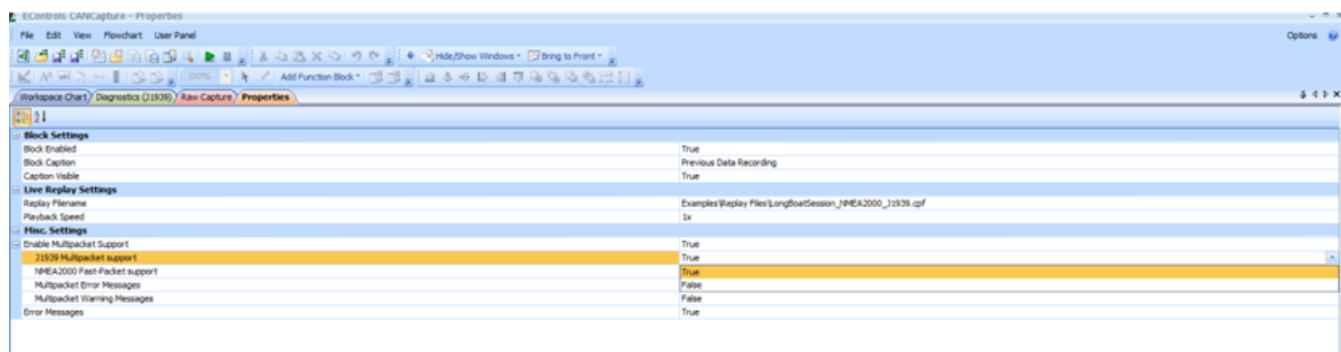 EControls CANCapture - Properties
File Edit View Flowchart User Panel Options
Hide/Show Windows Bring to Front
100% Add Function Block
Workspace Chart Diagnostics (J1939) Raw Capture Properties
Block Settings
Block Enabled True
Block Caption Previous Data Recording
Caption Visible True
Live Replay Settings
Replay Filename Examples\Replay Files\LongBoatSession_NMEA2000_J1939.cpf
Playback Speed 1x
Misc. Settings
Enable Multipacket Support True
J1939 Multipacket support True
NMEA2000 Fast-Packet support True
Multipacket Error Messages False
Multipacket Warning Messages False
Error Messages True